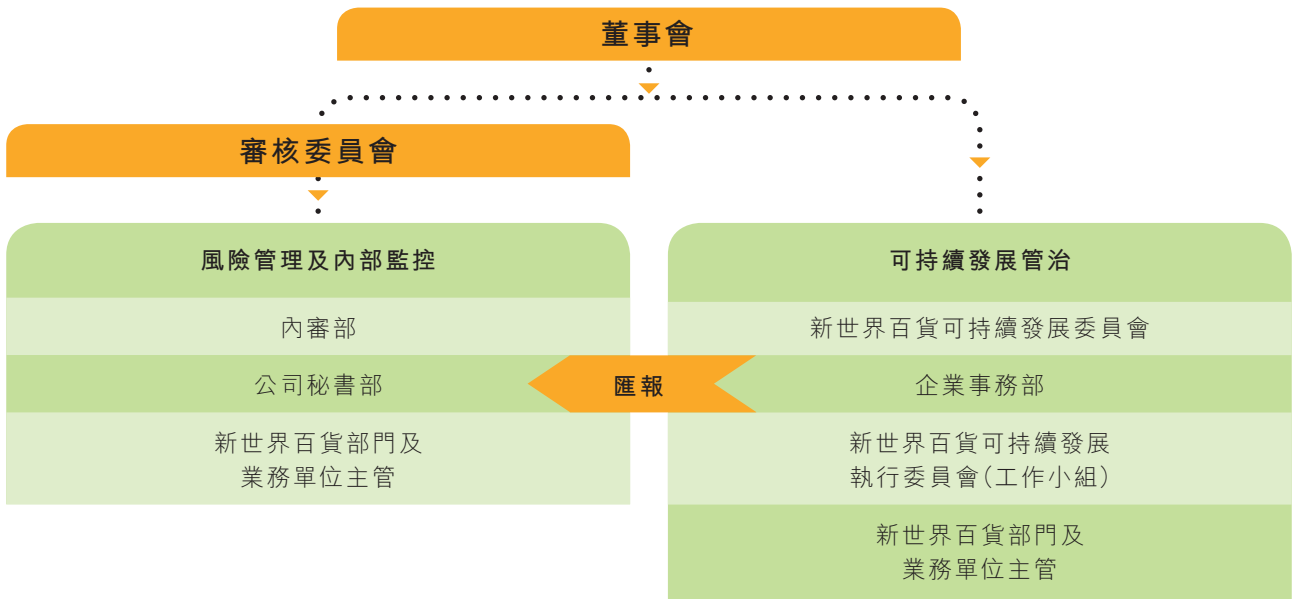 董事會
審核委員會
風險管理及內部監控
內審部
公司秘書部
新世界百貨部門及
業務單位主管
匯報
可持續發展管治
新世界百貨可持續發展委員會
企業事務部
新世界百貨可持續發展
執行委員會(工作小組)
新世界百貨部門及
業務單位主管